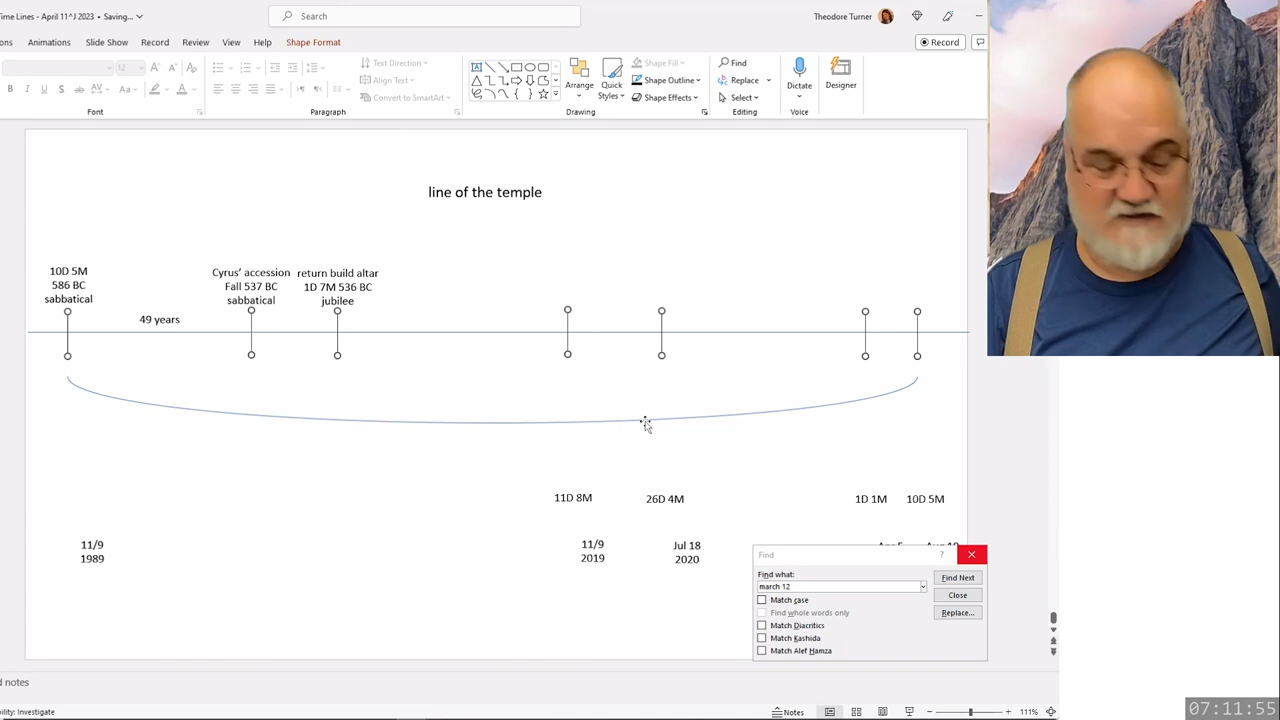 Time Lines - April 11^J 2023 • Saving...
Search
Theodore Turner
Animations
Slide Show
Record
Review
View
Help
Shape Format
Record
12
Text Direction
Align Text
Convert to SmartArt
Paragraph
Arrange
Quick
Styles
Shape Fill
Shape Outline
Shape Effects
Drawing
Find
Replace
Select
Editing
Dictate
Voice
Designer
line of the temple
10D 5M
586 BC
sabbatical
49 years
Cyrus' accession
Fall 537 BC
sabbatical
return build altar
1D 7M 536 BC
jubilee
11D 8M
26D 4M
1D 1M
10D 5M
11/9
1989
11/9
2019
Jul 18
2020
Find
?
Find what:
march 12
Find Next
Match case
Close
Find whole words only
Replace...
Match Diacritics
Match Kashida
Match Alef Hamza
d notes
bility: Investigate
Notes
111%
07:11:55